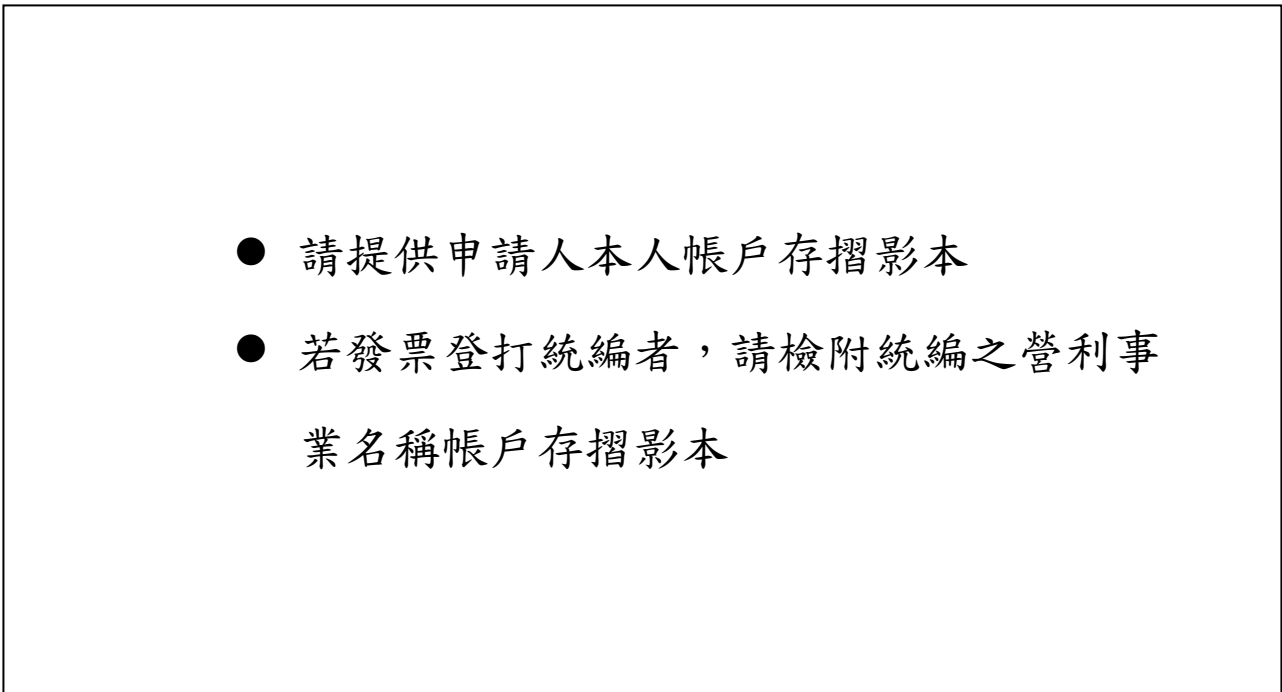 ● 請提供申請人本人帳戶存摺影本
● 若發票登打統編者，請檢附統編之營利事
業名稱帳戶存摺影本